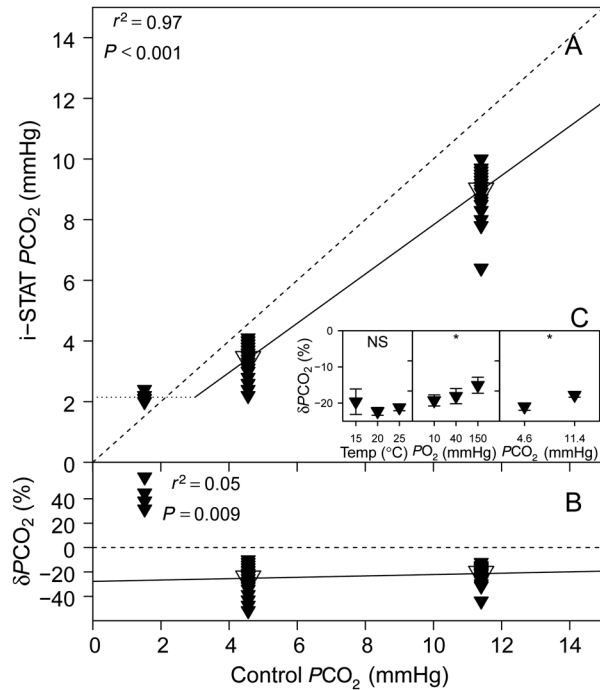 r² = 0.97
P < 0.001
A
i−STAT PCO₂ (mmHg)
14
12
10
8
6
4
2
0
C
δPCO₂ (%)
0
−10
−20
NS
*
*
15 20 25
10 40 150
4.6 11.4
Temp (°C)
PO₂ (mmHg)
PCO₂ (mmHg)
r² = 0.05
P = 0.009
B
δPCO₂ (%)
40
20
0
−20
−40
0 2 4 6 8 10 12 14
Control PCO₂ (mmHg)